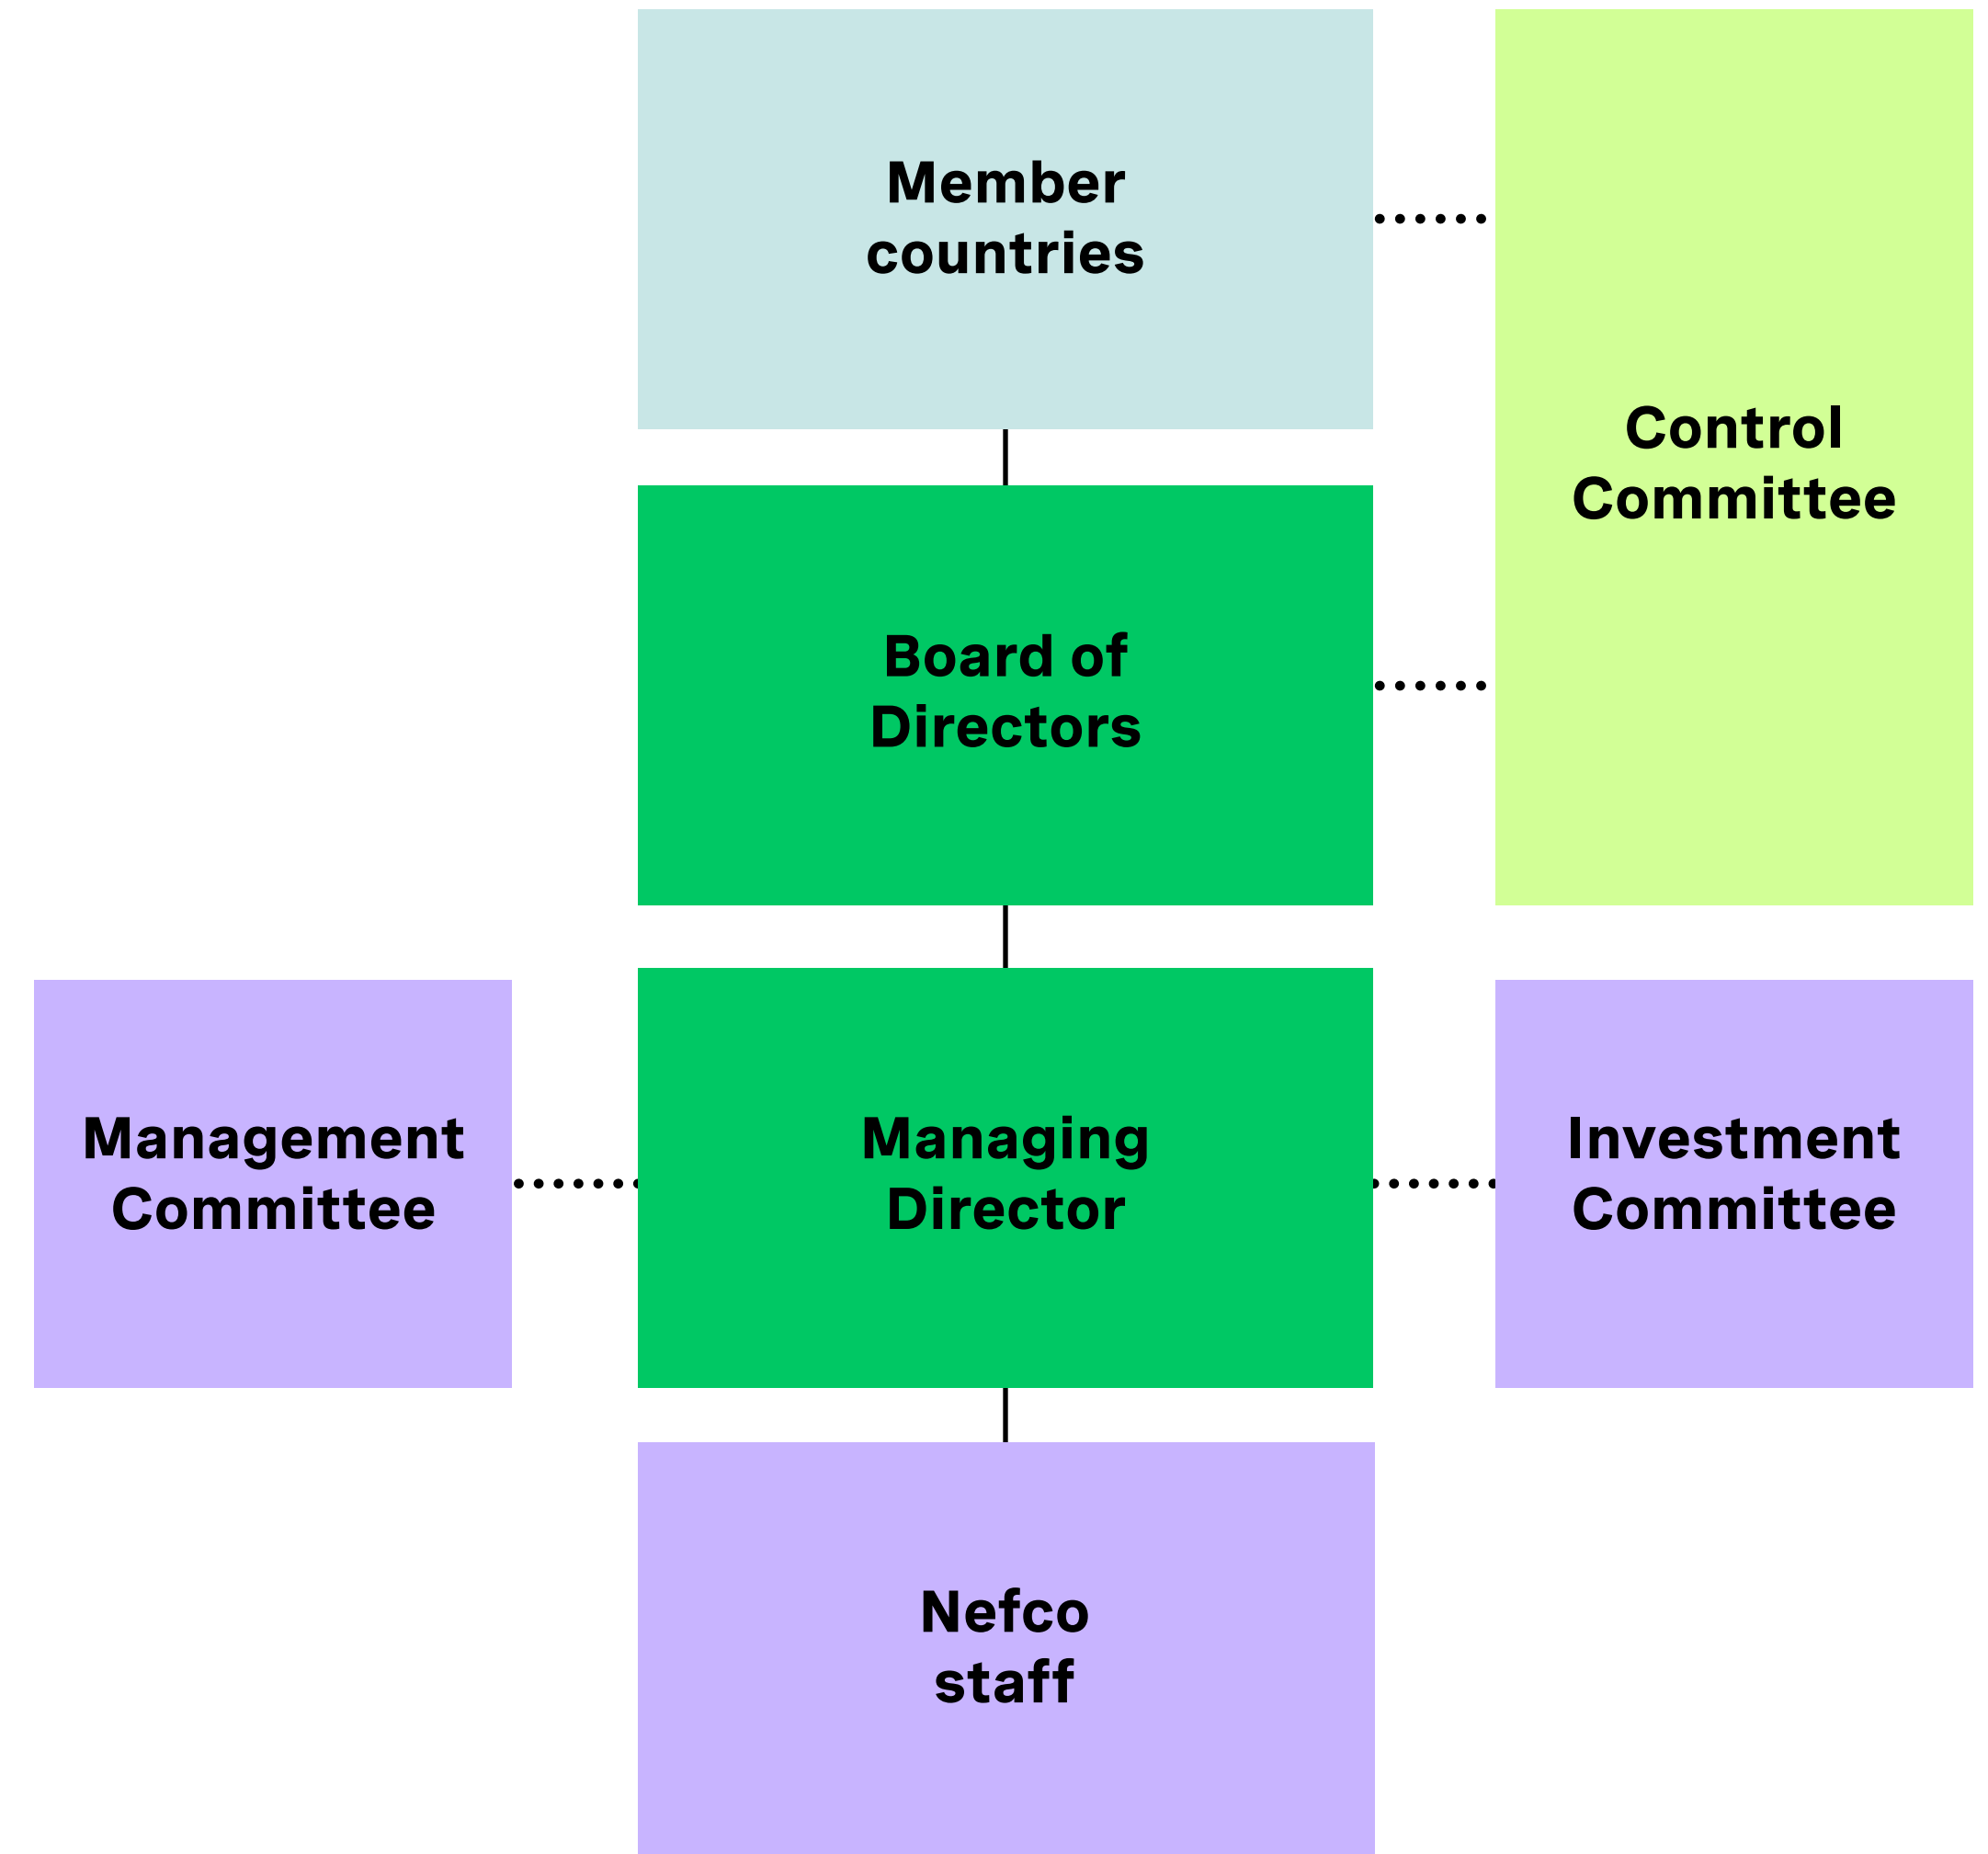 Member
countries
Control
Committee
Board of
Directors
Management
Committee
Managing
Director
Investment
Committee
Nefco
staff